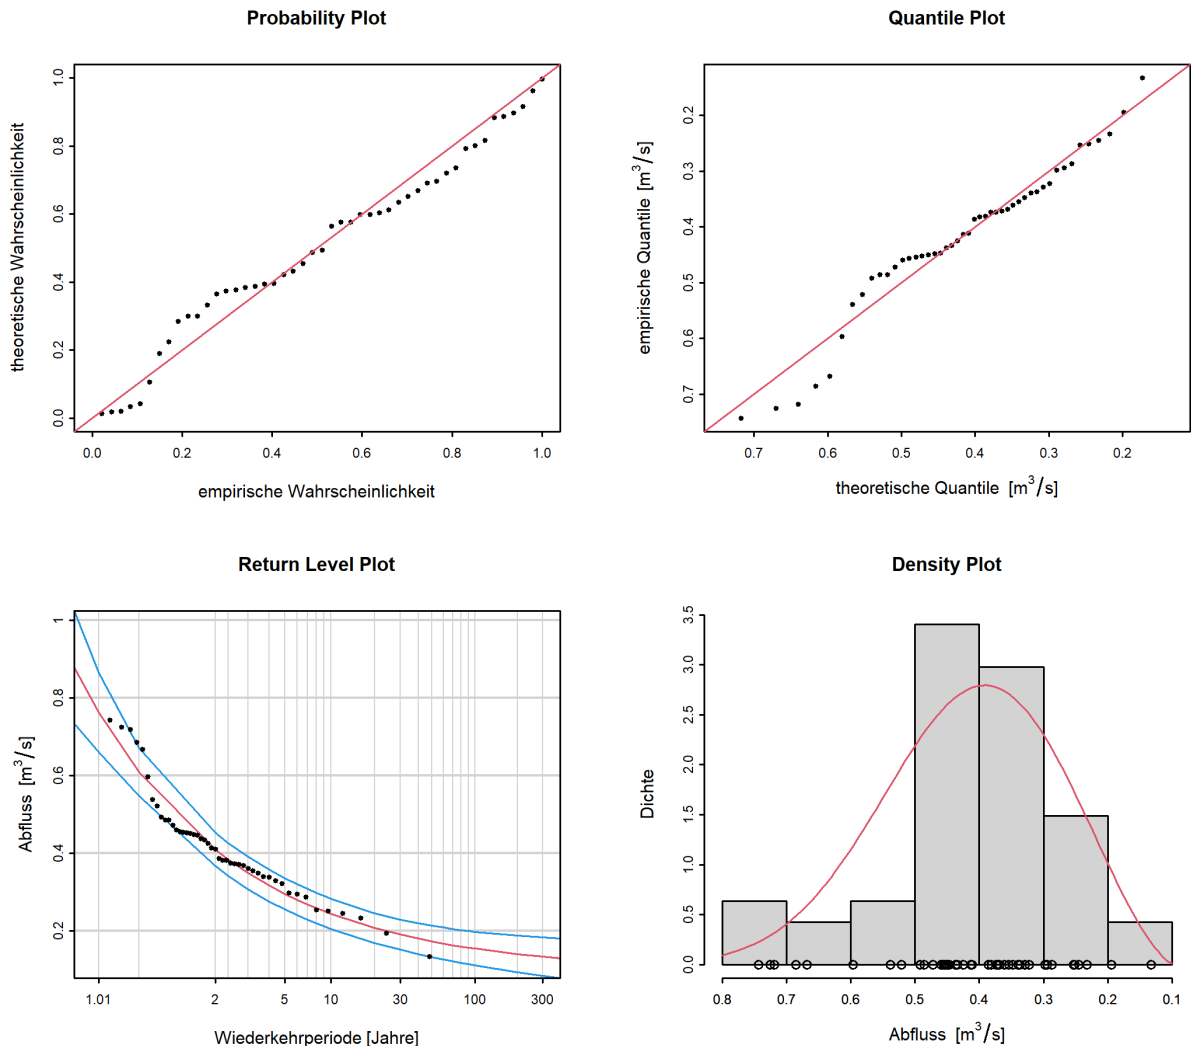 Probability Plot
theoretische Wahrscheinlichkeit
0.0 0.2 0.4 0.6 0.8 1.0
0.0 0.2 0.4 0.6 0.8 1.0
empirische Wahrscheinlichkeit
Quantile Plot
empirische Quantile [m³/s]
0.7 0.6 0.5 0.4 0.3 0.2
0.7 0.6 0.5 0.4 0.3 0.2
theoretische Quantile [m³/s]
Return Level Plot
Abfluss [m³/s]
0.2 0.4 0.6 0.8 1
1.01 2 5 10 30 100 300
Wiederkehrperiode [Jahre]
Density Plot
Dichte
0.0 0.5 1.0 1.5 2.0 2.5 3.0 3.5
0.8 0.7 0.6 0.5 0.4 0.3 0.2 0.1
Abfluss [m³/s]